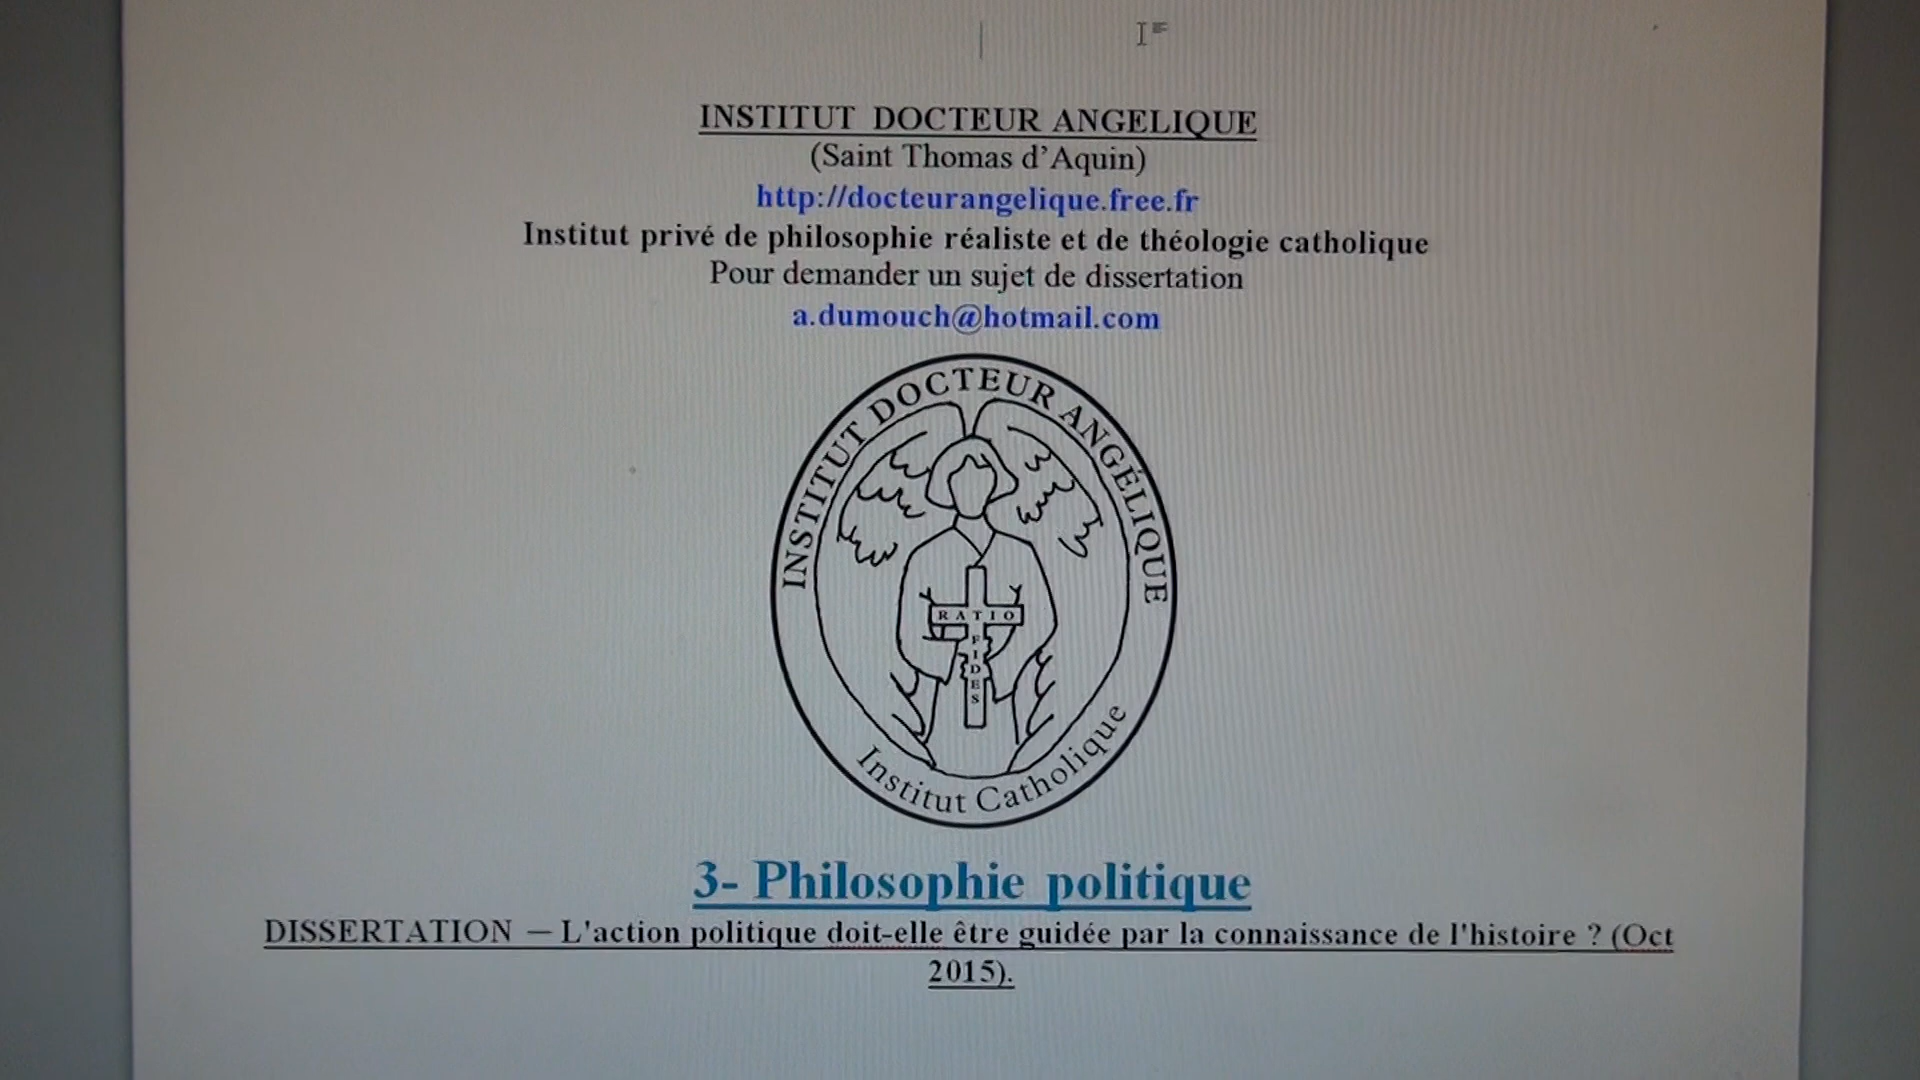 INSTITUT DOCTEUR ANGELIQUE
(Saint Thomas d'Aquin)
http://docteurangelique.free.fr
Institut privé de philosophie réaliste et de théologie catholique
Pour demander un sujet de dissertation
a.dumouch@hotmail.com
INSTITUT DOCTEUR ANGÉLIQUE
RATIO
FIDES
Institut Catholique
3- Philosophie politique
DISSERTATION — L'action politique doit-elle être guidée par la connaissance de l'histoire ? (Oct
2015).